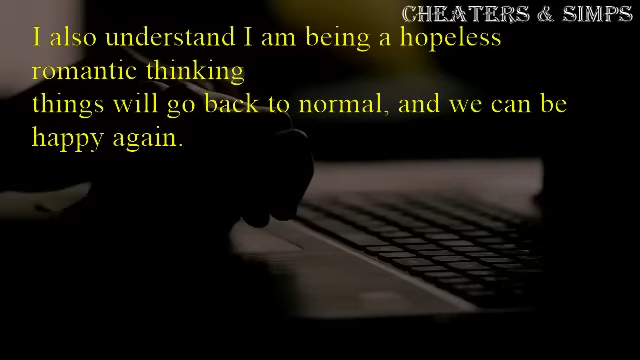 CHEATERS & SIMPS
I also understand I am being a hopeless
romantic thinking
things will go back to normal, and we can be
happy again.